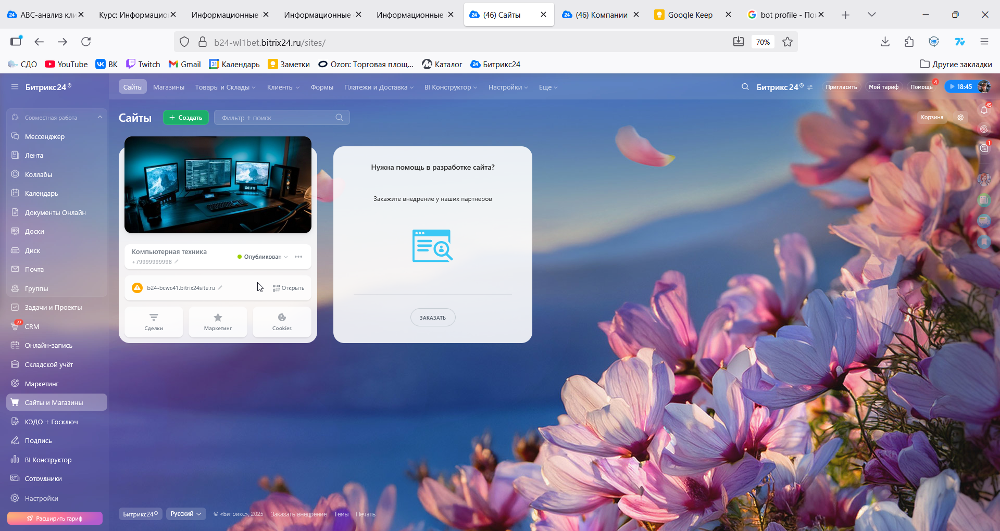 АВС-анализ кли
Курс: Информацио
Информационные
Информационные
Информационные
(46) Сайты
(46) Компании
Google Keep
bot profile - По
b24-wl1bet.bitrix24.ru/sites/
70%
СДО
YouTube
ВК
Twitch
Gmail
Календарь
Заметки
Ozon: Торговая площ...
Каталог
Битрикс24
Другие закладки
Битрикс24
Сайты
Магазины
Товары и Склады
Клиенты
Формы
Платежи и Доставка
BI Конструктор
Настройки
Еще
Битрикс 24
Пригласить
Мой тариф
Помощь
4
18:45
Совместная работа
Мессенджер
Лента
Коллабы
Календарь
Документы Онлайн
Доски
Диск
Почта
Группы
Задачи и Проекты
27
CRM
Онлайн-запись
Складской учёт
Маркетинг
Сайты и Магазины
КЭДО + Госключ
Подпись
BI Конструктор
Сотрудники
Настройки
Расширить тариф
Сайты
+ Создать
Фильтр + поиск
Корзина
45
1
Компьютерная техника
+79999999998
Опубликован
b24-bcwc41.bitrix24site.ru
Открыть
Сделки
Маркетинг
Cookies
Нужна помощь в разработке сайта?
Закажите внедрение у наших партнеров
ЗАКАЗАТЬ
Битрикс24
Русский
© «Битрикс», 2025
Заказать внедрение
Темы
Печать